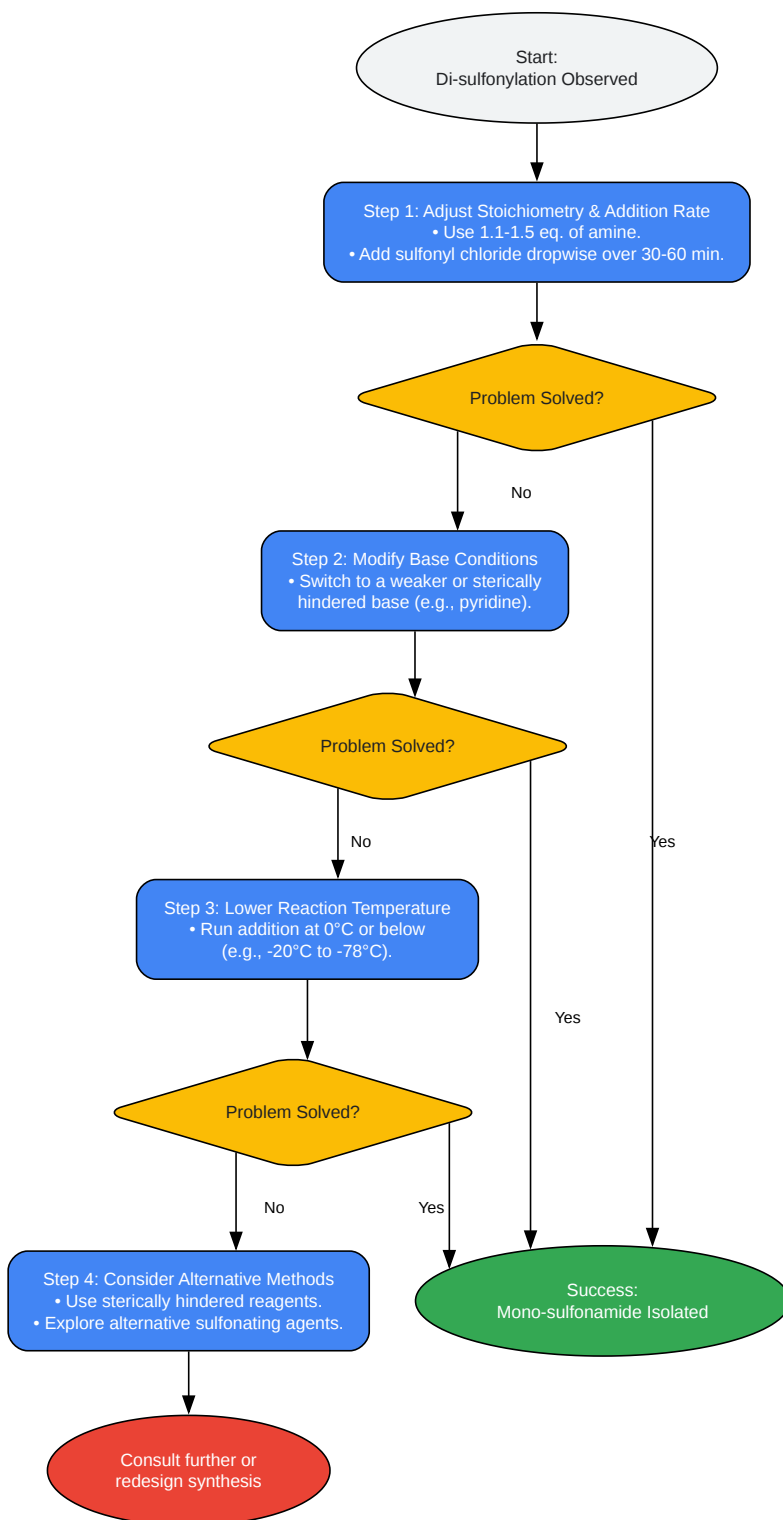 Start:
Di-sulfonylation Observed
Step 1: Adjust Stoichiometry & Addition Rate
• Use 1.1-1.5 eq. of amine.
• Add sulfonyl chloride dropwise over 30-60 min.
Problem Solved?
No
Step 2: Modify Base Conditions
• Switch to a weaker or sterically
hindered base (e.g., pyridine).
Problem Solved?
No
Yes
Step 3: Lower Reaction Temperature
• Run addition at 0°C or below
(e.g., -20°C to -78°C).
Yes
Problem Solved?
No
Yes
Step 4: Consider Alternative Methods
• Use sterically hindered reagents.
• Explore alternative sulfonating agents.
Success:
Mono-sulfonamide Isolated
Consult further or
redesign synthesis